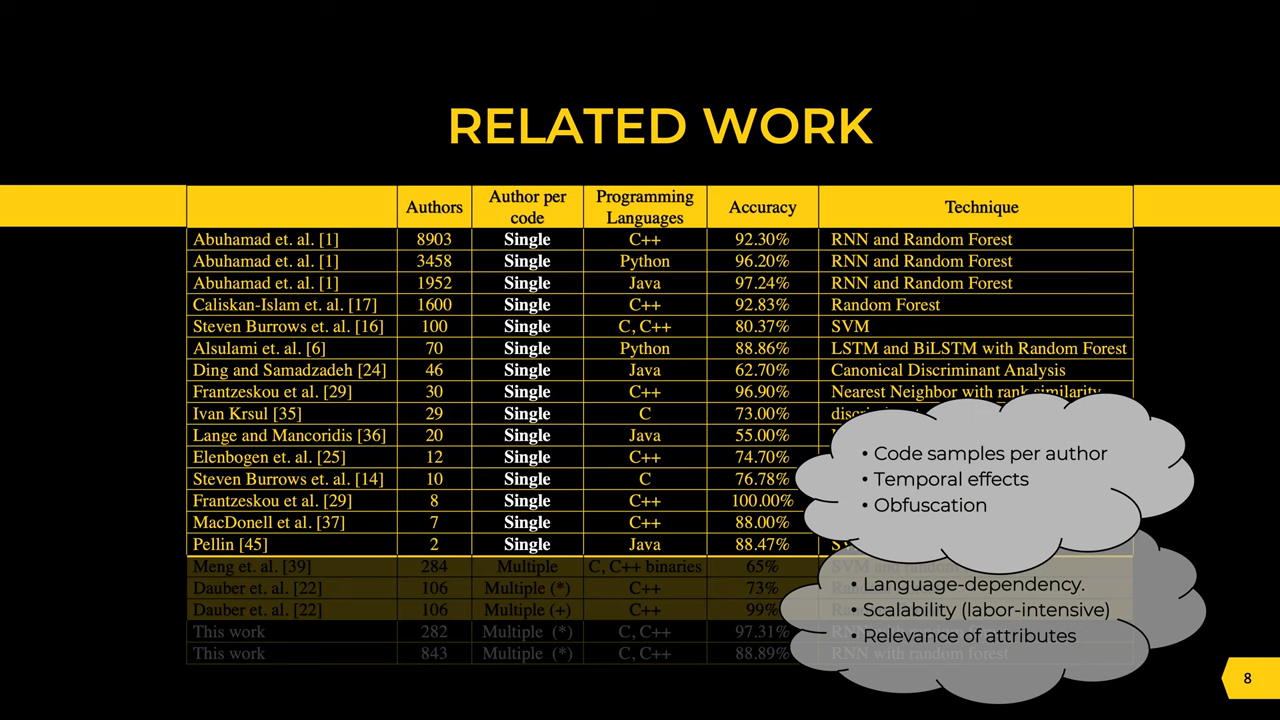 RELATED WORK
Authors Author per code Programming Languages Accuracy Technique
Abuhamad et. al. [1] 8903 Single C++ 92.30% RNN and Random Forest
Abuhamad et. al. [1] 3458 Single Python 96.20% RNN and Random Forest
Abuhamad et. al. [1] 1952 Single Java 97.24% RNN and Random Forest
Caliskan-Islam et. al. [17] 1600 Single C++ 92.83% Random Forest
Steven Burrows et. al. [16] 100 Single C, C++ 80.37% SVM
Alsulami et. al. [6] 70 Single Python 88.86% LSTM and BiLSTM with Random Forest
Ding and Samadzadeh [24] 46 Single Java 62.70% Canonical Discriminant Analysis
Frantzeskou et al. [29] 30 Single C++ 96.90% Nearest Neighbor with rank similarity
Ivan Krsul [35] 29 Single C 73.00%
Lange and Mancoridis [36] 20 Single Java 55.00%
Elenbogen et. al. [25] 12 Single C++ 74.70%
Steven Burrows et. al. [14] 10 Single C 76.78%
Frantzeskou et al. [29] 8 Single C++ 100.00%
MacDonell et al. [37] 7 Single C++ 88.00%
Pellin [45] 2 Single Java 88.47%
Meng et. al. [39] 284 Multiple C, C++ binaries 65%
Dauber et. al. [22] 106 Multiple (*) C++ 73%
Dauber et. al. [22] 106 Multiple (+) C++ 99%
This work 282 Multiple (*) C, C++ 97.31%
This work 843 Multiple (*) C, C++ 88.89% RNN with random forest
• Code samples per author
• Temporal effects
• Obfuscation
• Language-dependency.
• Scalability (labor-intensive)
• Relevance of attributes
8